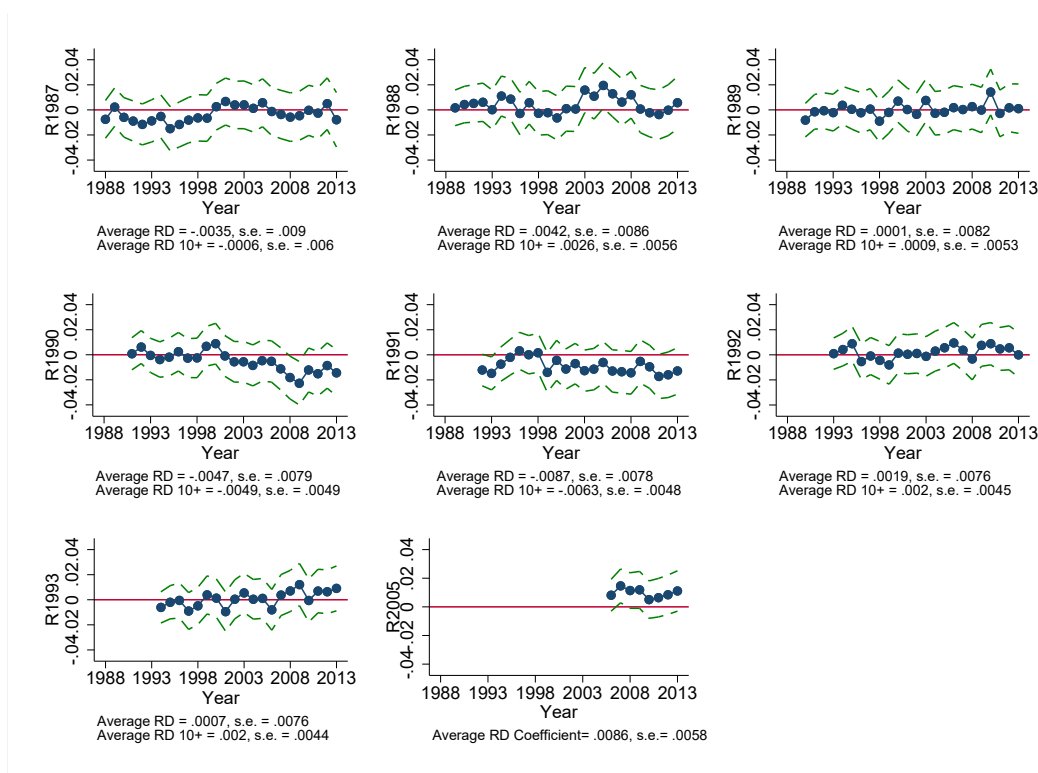 R1987
-.04-.02 0 .02.04
1988 1993 1998 2003 2008 2013
Year
Average RD = -.0035, s.e. = .009
Average RD 10+ = -.0006, s.e. = .006
R1988
-.04-.02 0 .02.04
1988 1993 1998 2003 2008 2013
Year
Average RD = .0042, s.e. = .0086
Average RD 10+ = .0026, s.e. = .0056
R1989
-.04-.02 0 .02.04
1988 1993 1998 2003 2008 2013
Year
Average RD = .0001, s.e. = .0082
Average RD 10+ = .0009, s.e. = .0053
R1990
-.04-.02 0 .02.04
1988 1993 1998 2003 2008 2013
Year
Average RD = -.0047, s.e. = .0079
Average RD 10+ = -.0049, s.e. = .0049
R1991
-.04-.02 0 .02.04
1988 1993 1998 2003 2008 2013
Year
Average RD = -.0087, s.e. = .0078
Average RD 10+ = -.0063, s.e. = .0048
R1992
-.04-.02 0 .02.04
1988 1993 1998 2003 2008 2013
Year
Average RD = .0019, s.e. = .0076
Average RD 10+ = .002, s.e. = .0045
R1993
-.04-.02 0 .02.04
1988 1993 1998 2003 2008 2013
Year
Average RD = .0007, s.e. = .0076
Average RD 10+ = .002, s.e. = .0044
R2005
-.04-.02 0 .02.04
1988 1993 1998 2003 2008 2013
Year
Average RD Coefficient= .0086, s.e.= .0058